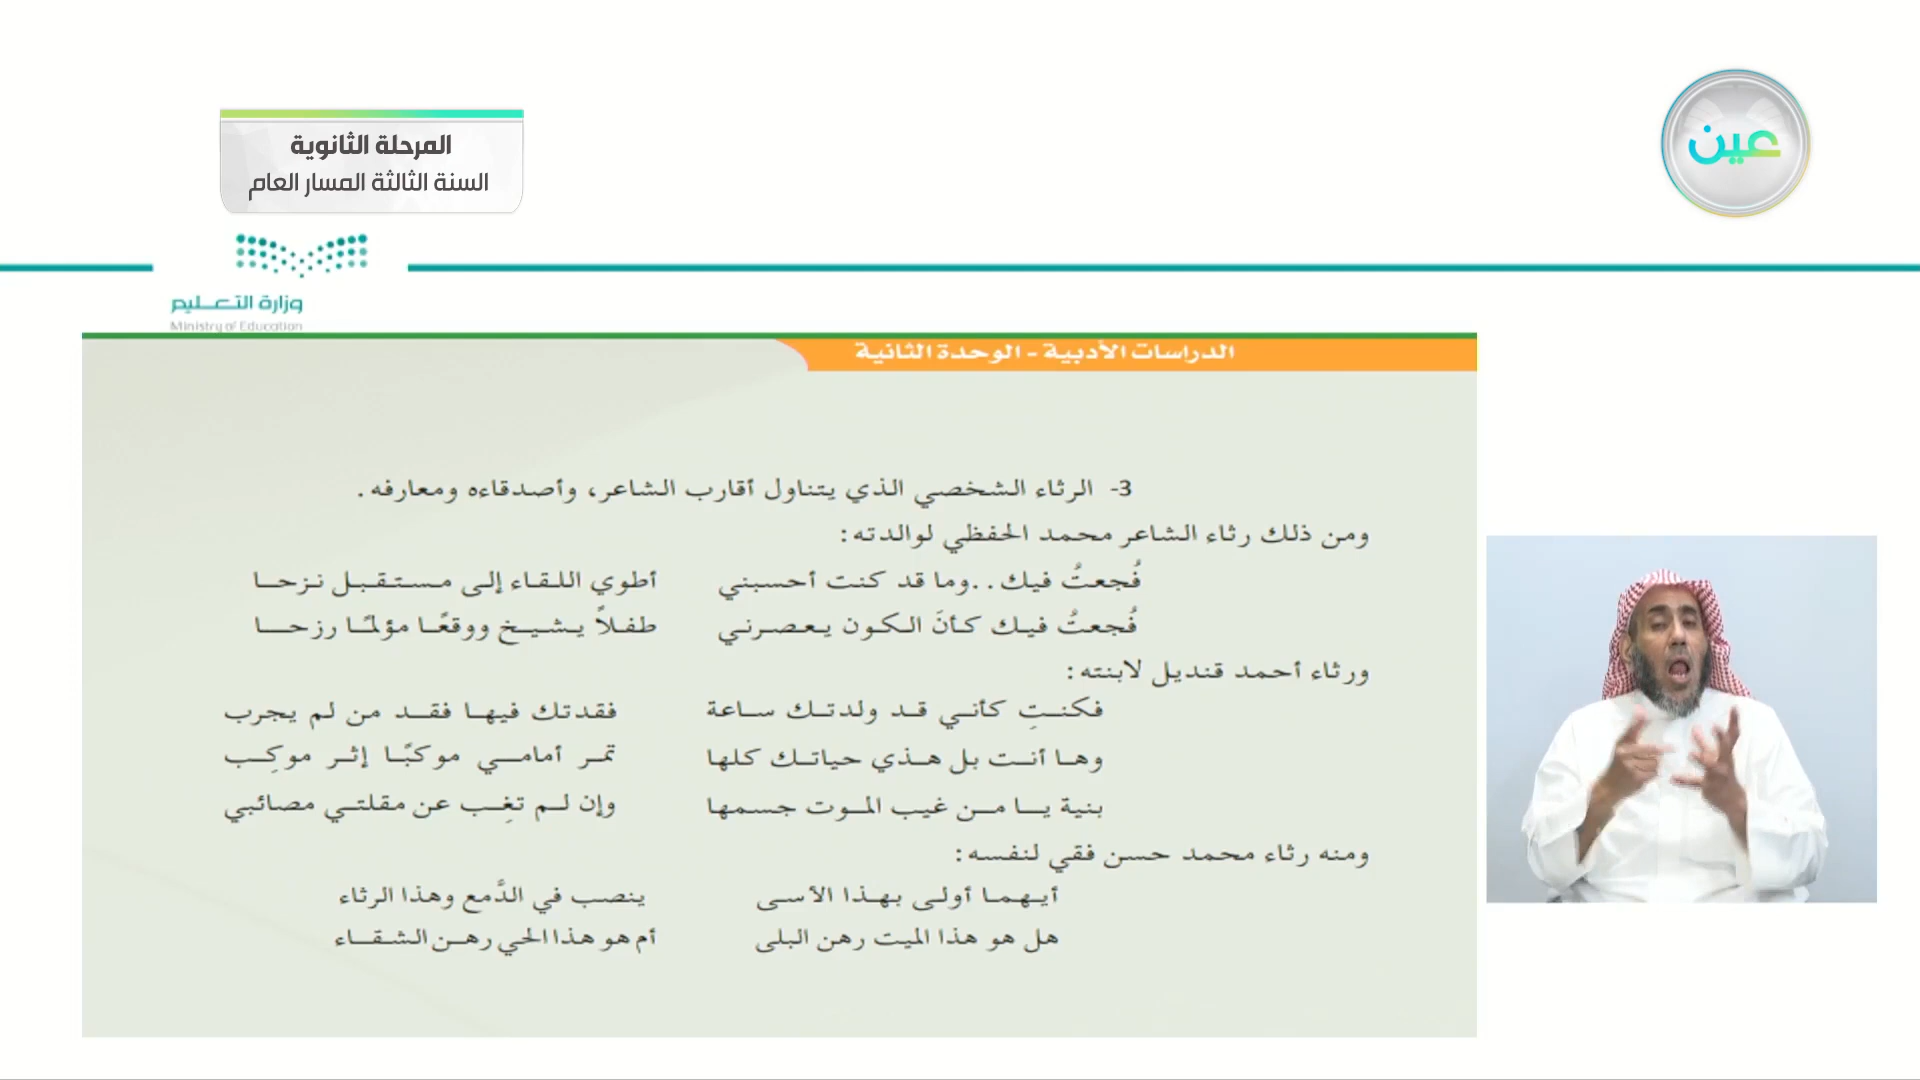 المرحلة الثانوية
السنة الثالثة المسار العام
عين
وزارة التعليم
Ministry of Education
الدراسات الأدبية - الوحدة الثانية
3- الرثاء الشخصي الذي يتناول أقارب الشاعر، وأصدقاءه ومعارفه.
ومن ذلك رثاء الشاعر محمد الحفظي لوالدته:
فُجعتُ فيك ..وما قد كنت أحسبني أطوي اللقاء إلى مستقبل نزحا
فُجعتُ فيك كأنَ الكون يعصرني طفلاً يشيخ ووقعًا مؤلمًا رزحا
ورثاء أحمد قنديل لابنته:
فكنتِ كأني قد ولدتك ساعة فقدتك فيها فقد من لم يجرب
وها أنت بل هذي حياتك كلها تمر أمامي موكبًا إثر موكِب
بنية يا من غيب الموت جسمها وإن لم تغِب عن مقلتي مصائبي
ومنه رثاء محمد حسن فقي لنفسه:
أيهما أولى بهذا الأسى ينصب في الدَّمع وهذا الرثاء
هل هو هذا الميت رهن البلى أم هو هذا الحي رهن الشقاء